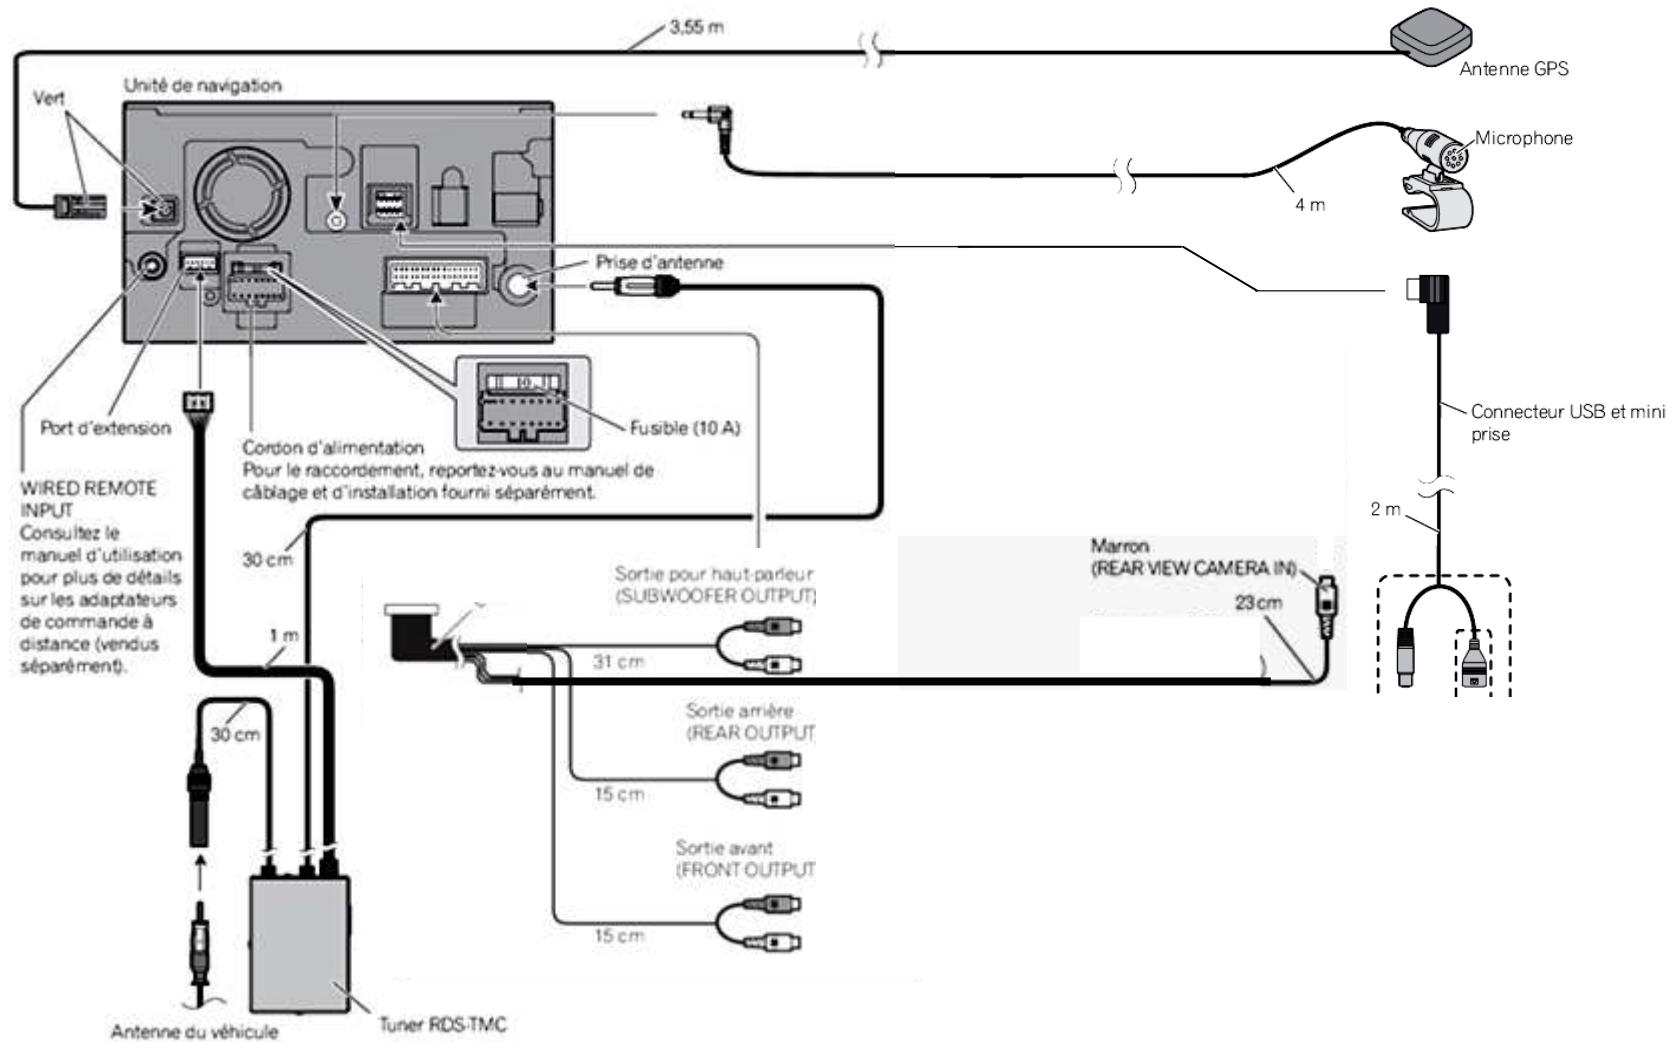 3,55 m
Antenne GPS
Unité de navigation
Vert
Microphone
4 m
Prise d'antenne
Connecteur USB et mini
prise
Port d'extension
Fusible (10 A)
Cordon d'alimentation
Pour le raccordement, reportez-vous au manuel de
câblage et d'installation fourni séparément.
WIRED REMOTE
INPUT
Consultez le
manuel d'utilisation
pour plus de détails
sur les adaptateurs
de commande à
distance (vendus
séparément).
2 m
30 cm
Marron
(REAR VIEW CAMERA IN)
23 cm
Sortie pour haut-parleur
(SUBWOOFER OUTPUT)
1 m
31 cm
30 cm
Sortie arrière
(REAR OUTPUT
15 cm
Sortie avant
(FRONT OUTPUT
15 cm
Tuner RDS-TMC
Antenne du véhicule